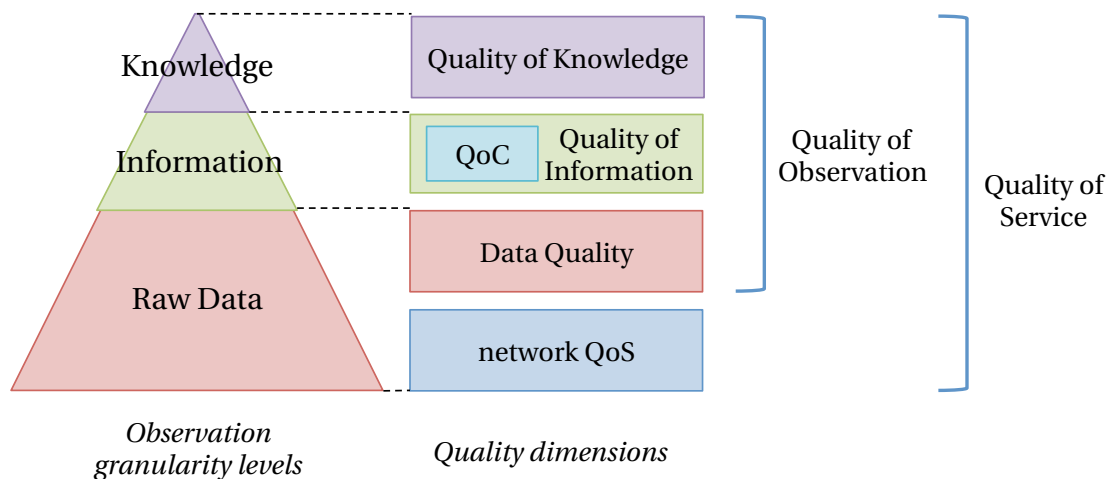 Knowledge
Information
Raw Data
Observation
granularity levels
Quality of Knowledge
QoC
Quality of
Information
Data Quality
network QoS
Quality dimensions
Quality of
Observation
Quality of
Service